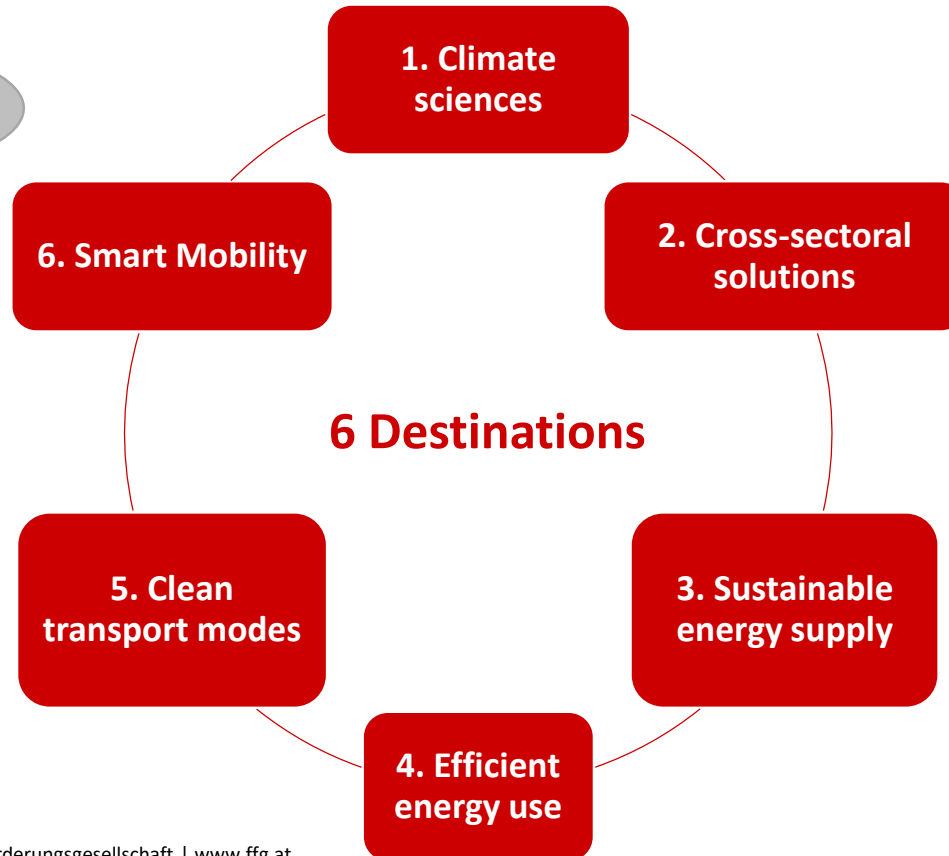 1. Climate
sciences
2. Cross-sectoral
solutions
3. Sustainable
energy supply
4. Efficient
energy use
5. Clean
transport modes
6. Smart Mobility
6 Destinations
rderungsgesellschaft | www.ffg.at